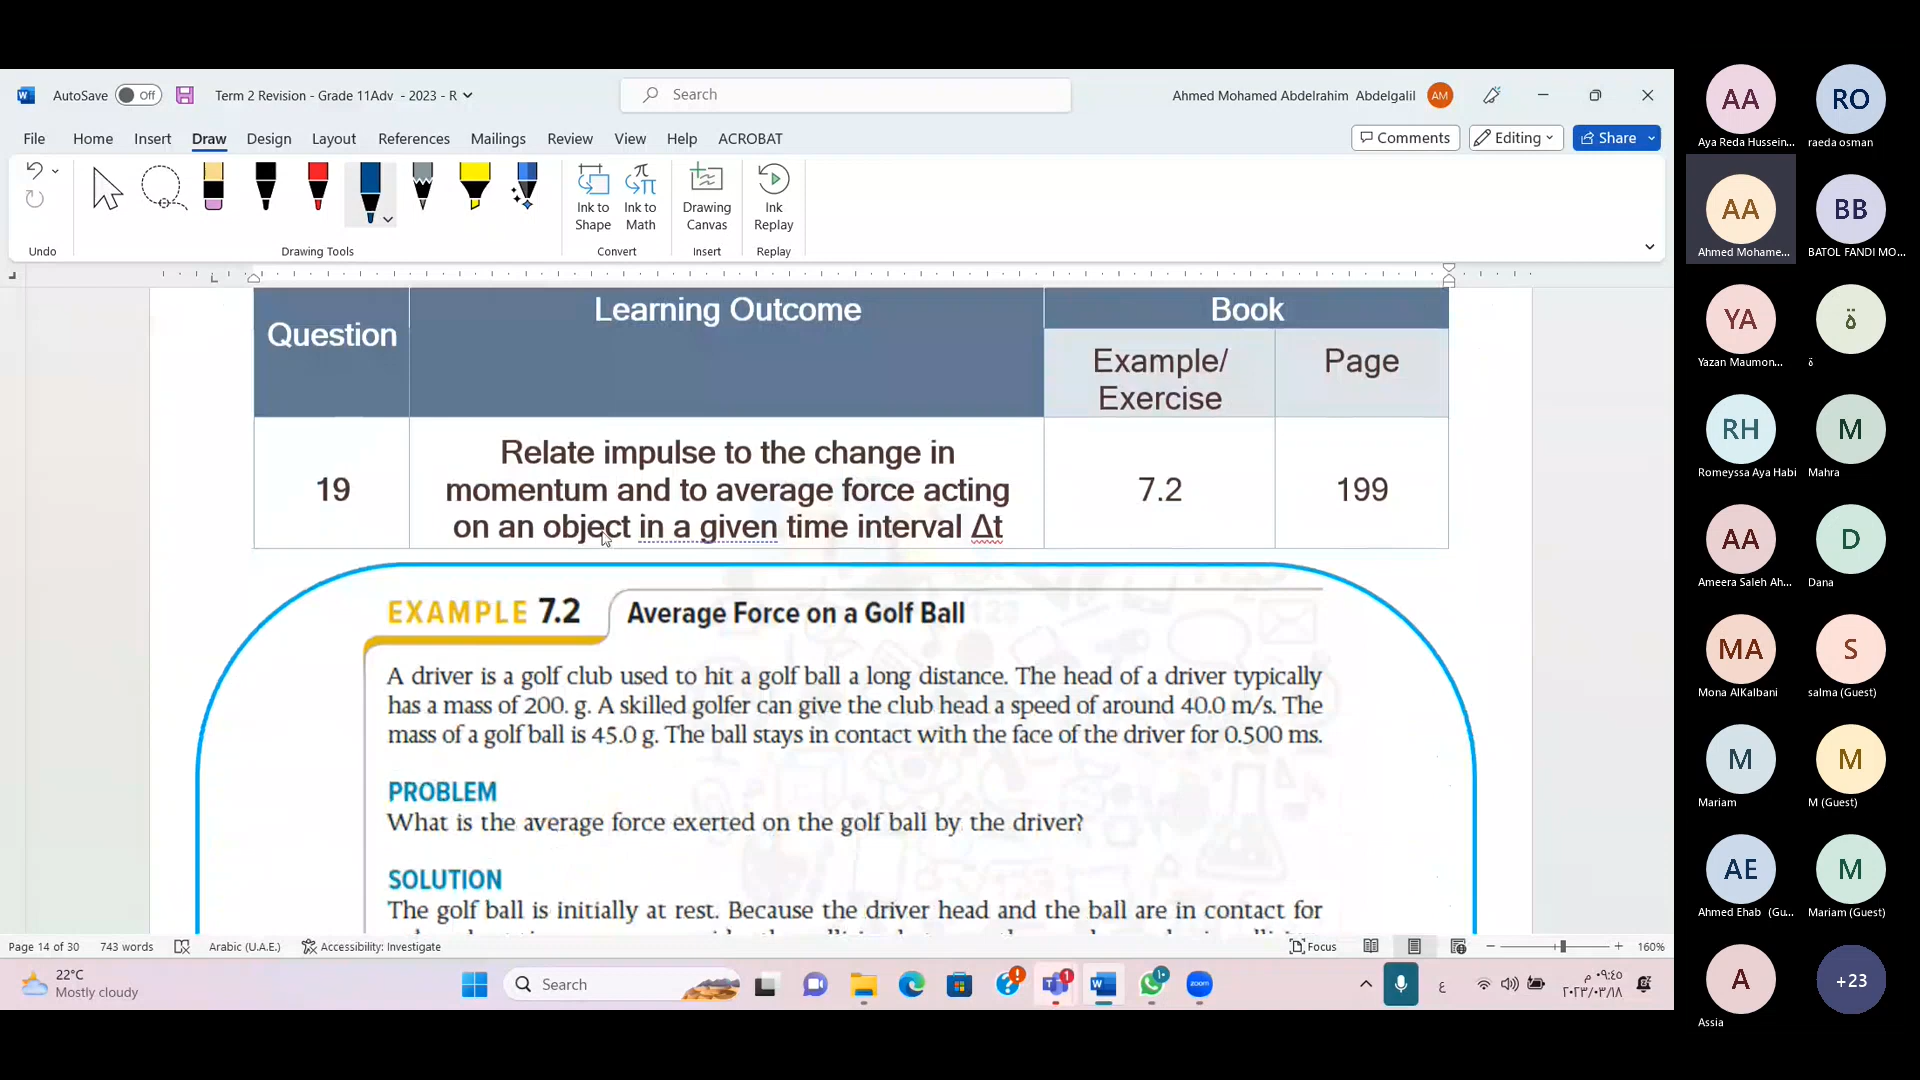 AutoSave Off Term 2 Revision - Grade 11Adv - 2023 - R Search Ahmed Mohamed Abdelrahim Abdelgalil AM
File Home Insert Draw Design Layout References Mailings Review View Help ACROBAT Comments Editing Share
Ink to Shape
Ink to Math
Drawing Canvas
Ink Replay
Undo Drawing Tools Convert Insert Replay
Question Learning Outcome Book
Example/ Exercise Page
19
Relate impulse to the change in
momentum and to average force acting
on an object in a given time interval Δt
7.2 199
EXAMPLE 7.2 Average Force on a Golf Ball
A driver is a golf club used to hit a golf ball a long distance. The head of a driver typically
has a mass of 200. g. A skilled golfer can give the club head a speed of around 40.0 m/s. The
mass of a golf ball is 45.0 g. The ball stays in contact with the face of the driver for 0.500 ms.
PROBLEM
What is the average force exerted on the golf ball by the driver?
SOLUTION
The golf ball is initially at rest. Because the driver head and the ball are in contact for
Page 14 of 30 743 words Arabic (U.A.E.) Accessibility: Investigate Focus 160%
22°C
Mostly cloudy
Search
zoom
ع
٠٩:٤٥ م
٢٠٢٣/٠٣/١٨
AA RO
Aya Reda Hussein... raeda osman
AA BB
Ahmed Mohame... BATOL FANDI MO...
YA ة
Yazan Maumon... ة
RH M
Romeyssa Aya Habi Mahra
AA D
Ameera Saleh Ah... Dana
MA S
Mona AlKalbani salma (Guest)
M M
Mariam M (Guest)
AE M
Ahmed Ehab (Gu... Mariam (Guest)
A +23
Assia